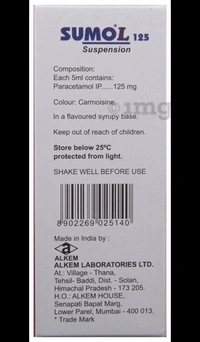 SUMO L 125
Suspension
Composition:
Each 5ml contains:
Paracetamol IP......125 mg
Colour: Carmoisine.
In a flavoured syrupy base.
Keep out of reach of children.
Store below 25°C
protected from light.
SHAKE WELL BEFORE USE
8902269025140
Made in India by :
ALKEM
ALKEM LABORATORIES LTD.
At.: Village - Thana,
Tehsil- Baddi, Dist. - Solan,
Himachal Pradesh - 173 205.
H.O.: ALKEM HOUSE,
Senapati Bapat Marg,
Lower Parel, Mumbai - 400 013.
* Trade Mark
1mg